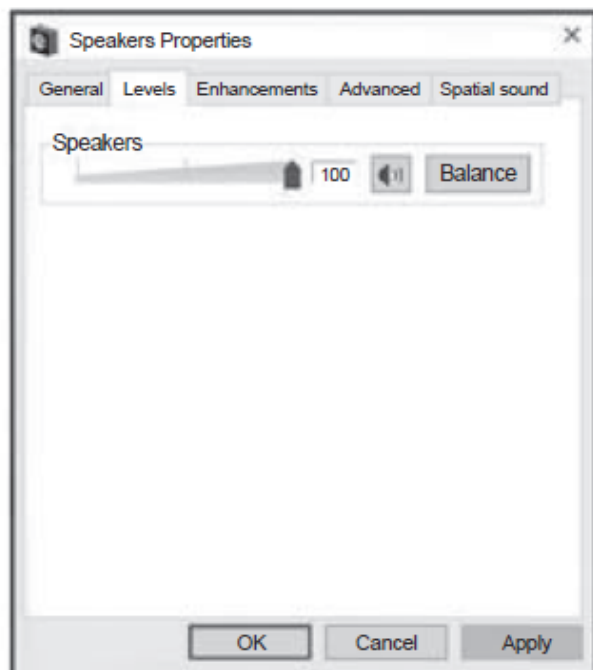 Speakers Properties
General Levels Enhancements Advanced Spatial sound
Speakers
100 Balance
OK Cancel Apply